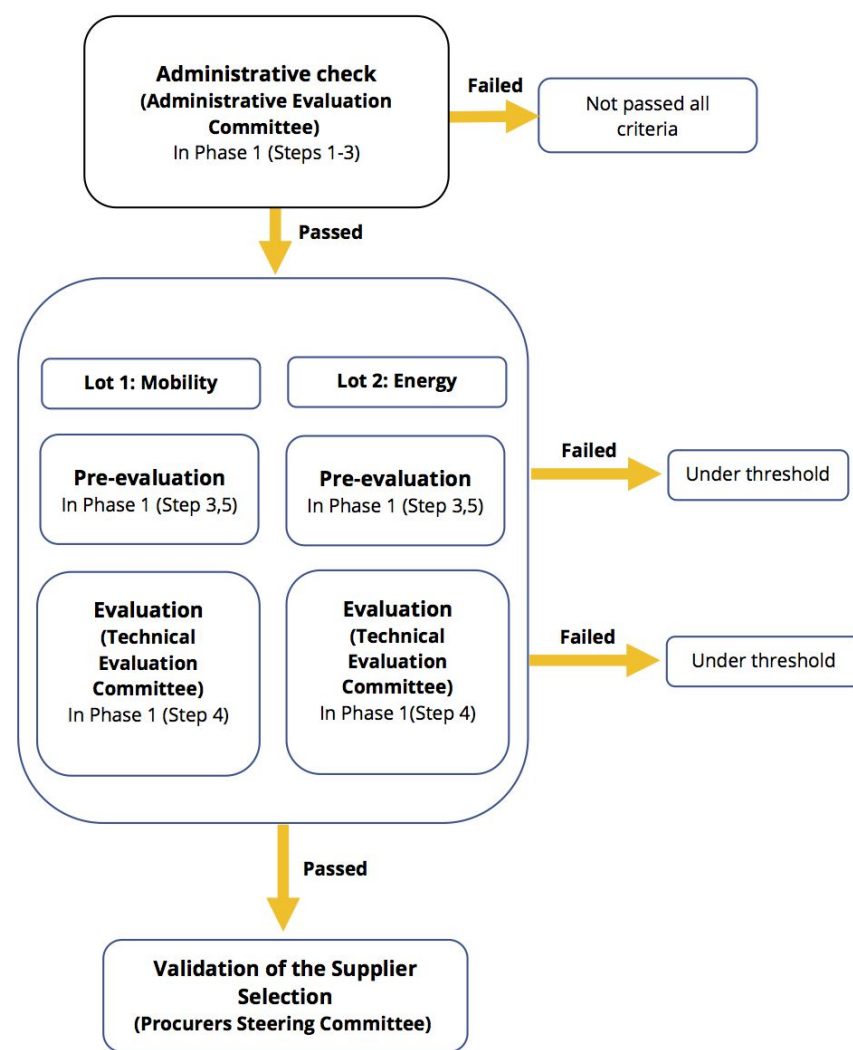 Administrative check
(Administrative Evaluation
Committee)
In Phase 1 (Steps 1-3)
Failed
Not passed all
criteria
Passed
Lot 1: Mobility
Lot 2: Energy
Pre-evaluation
In Phase 1 (Step 3,5)
Pre-evaluation
In Phase 1 (Step 3,5)
Failed
Under threshold
Evaluation
(Technical
Evaluation
Committee)
In Phase 1 (Step 4)
Evaluation
(Technical
Evaluation
Committee)
In Phase 1(Step 4)
Failed
Under threshold
Passed
Validation of the Supplier
Selection
(Procurers Steering Committee)